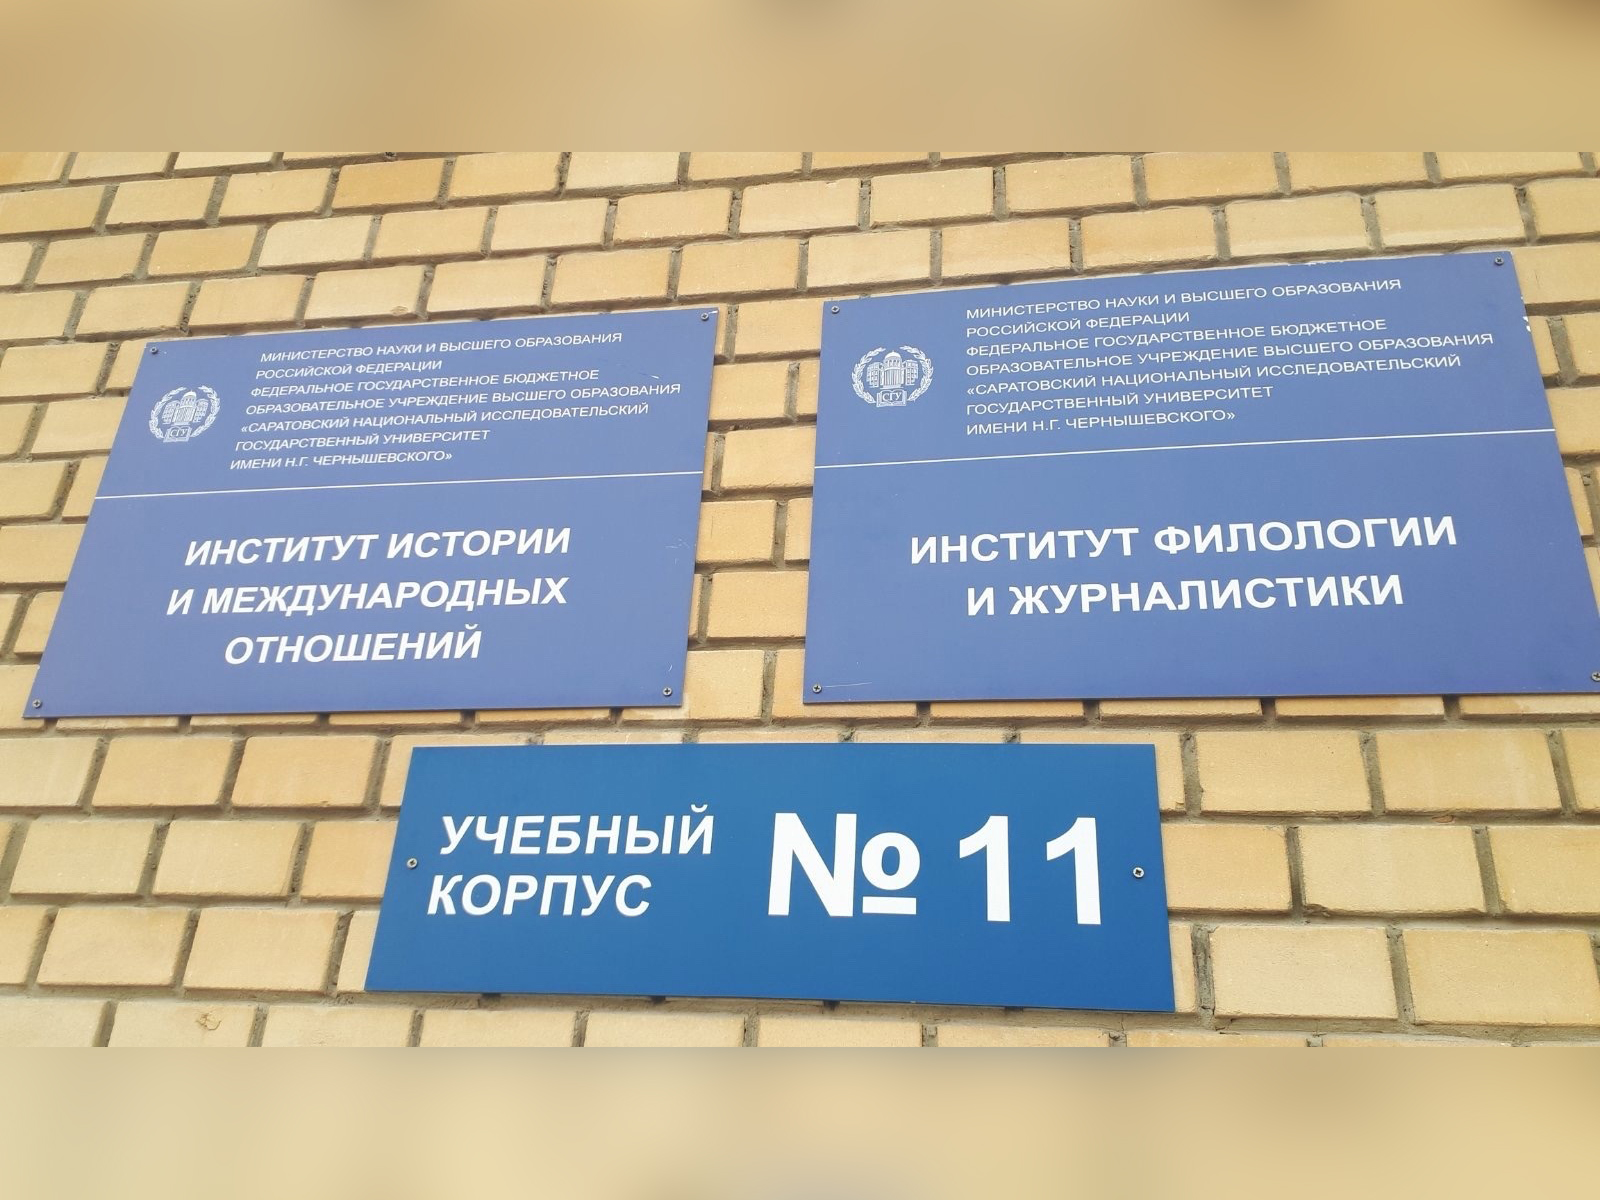 МИНИСТЕРСТВО НАУКИ И ВЫСШЕГО ОБРАЗОВАНИЯ
РОССИЙСКОЙ ФЕДЕРАЦИИ
ФЕДЕРАЛЬНОЕ ГОСУДАРСТВЕННОЕ БЮДЖЕТНОЕ
ОБРАЗОВАТЕЛЬНОЕ УЧРЕЖДЕНИЕ ВЫСШЕГО ОБРАЗОВАНИЯ
«САРАТОВСКИЙ НАЦИОНАЛЬНЫЙ ИССЛЕДОВАТЕЛЬСКИЙ
ГОСУДАРСТВЕННЫЙ УНИВЕРСИТЕТ
ИМЕНИ Н.Г. ЧЕРНЫШЕВСКОГО»
СГУ
ИНСТИТУТ ИСТОРИИ
И МЕЖДУНАРОДНЫХ
ОТНОШЕНИЙ
МИНИСТЕРСТВО НАУКИ И ВЫСШЕГО ОБРАЗОВАНИЯ
РОССИЙСКОЙ ФЕДЕРАЦИИ
ФЕДЕРАЛЬНОЕ ГОСУДАРСТВЕННОЕ БЮДЖЕТНОЕ
ОБРАЗОВАТЕЛЬНОЕ УЧРЕЖДЕНИЕ ВЫСШЕГО ОБРАЗОВАНИЯ
«САРАТОВСКИЙ НАЦИОНАЛЬНЫЙ ИССЛЕДОВАТЕЛЬСКИЙ
ГОСУДАРСТВЕННЫЙ УНИВЕРСИТЕТ
ИМЕНИ Н.Г. ЧЕРНЫШЕВСКОГО»
СГУ
ИНСТИТУТ ФИЛОЛОГИИ
И ЖУРНАЛИСТИКИ
УЧЕБНЫЙ
КОРПУС
№ 11